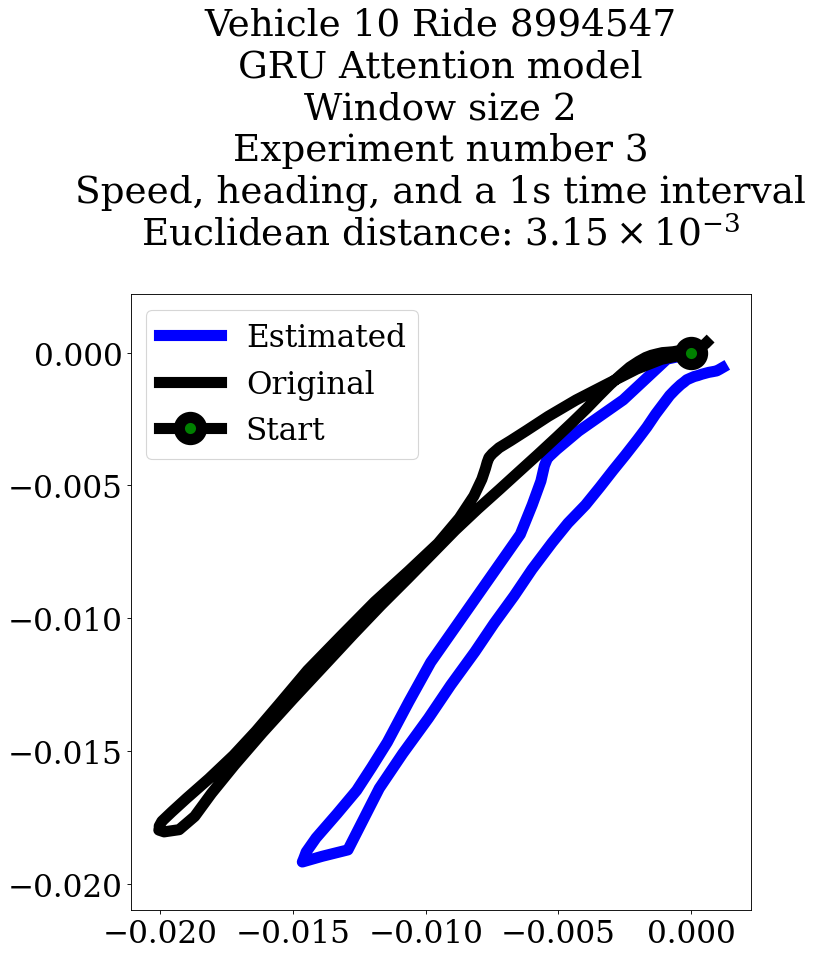 Vehicle 10 Ride 8994547
GRU Attention model
Window size 2
Experiment number 3
Speed, heading, and a 1s time interval
Euclidean distance: 3.15 × 10⁻³
Estimated
Original
Start
0.000
−0.005
−0.010
−0.015
−0.020
−0.020 −0.015 −0.010 −0.005 0.000